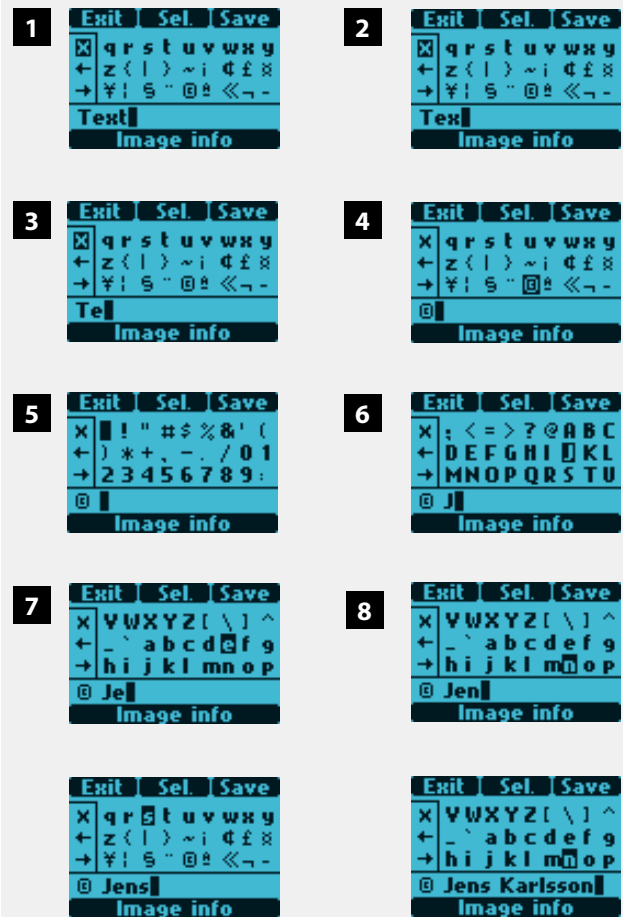 1
Exit Sel. Save
X q r s t u v w x y
← z { | } ~ ¡ ¢ £ ¤
→ ¥ ¦ § ¨ © ª « ¬ -
Text
Image info
2
Exit Sel. Save
X q r s t u v w x y
← z { | } ~ ¡ ¢ £ ¤
→ ¥ ¦ § ¨ © ª « ¬ -
Tex
Image info
3
Exit Sel. Save
X q r s t u v w x y
← z { | } ~ ¡ ¢ £ ¤
→ ¥ ¦ § ¨ © ª « ¬ -
Te
Image info
4
Exit Sel. Save
X q r s t u v w x y
← z { | } ~ ¡ ¢ £ ¤
→ ¥ ¦ § ¨ © ª « ¬ -
©
Image info
5
Exit Sel. Save
X ! " # $ % & ' (
← ) * + , - . / 0 1
→ 2 3 4 5 6 7 8 9 :
©
Image info
6
Exit Sel. Save
X ; < = > ? @ A B C
← D E F G H I J K L
→ M N O P Q R S T U
© J
Image info
7
Exit Sel. Save
X V W X Y Z [ \ ] ^
← _ ` a b c d e f g
→ h i j k l m n o p
© Je
Image info
8
Exit Sel. Save
X V W X Y Z [ \ ] ^
← _ ` a b c d e f g
→ h i j k l m n o p
© Jen
Image info
Exit Sel. Save
X q r s t u v w x y
← z { | } ~ ¡ ¢ £ ¤
→ ¥ ¦ § ¨ © ª « ¬ -
© Jens
Image info
Exit Sel. Save
X V W X Y Z [ \ ] ^
← _ ` a b c d e f g
→ h i j k l m n o p
© Jens Karlsson
Image info